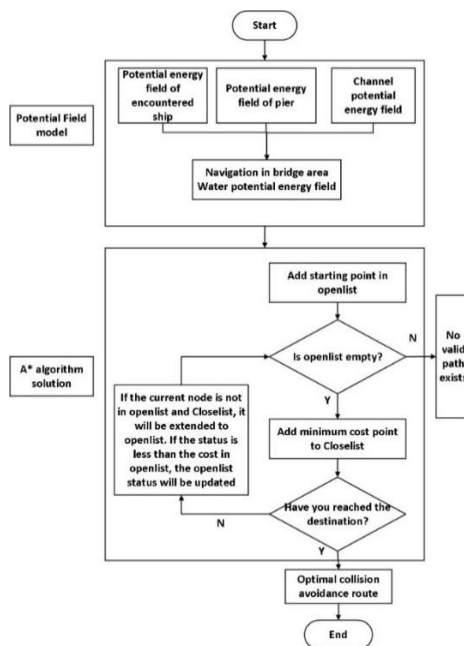 Start
Potential energy
field of
encountered
ship
Potential energy
field of pier
Channel
potential
energy field
Potential Field
model
Navigation in bridge area
Water potential energy field
Add starting point in
openlist
Is openlist empty?
N
No
valid
path
exists
Y
A* algorithm
solution
If the current node is not
in openlist and Closelist, it
will be extended to
openlist. If the status is
less than the cost in
openlist, the openlist
status will be updated
Add minimum cost point
to Closelist
Have you reached the
destination?
N
Y
Optimal collision
avoidance route
End